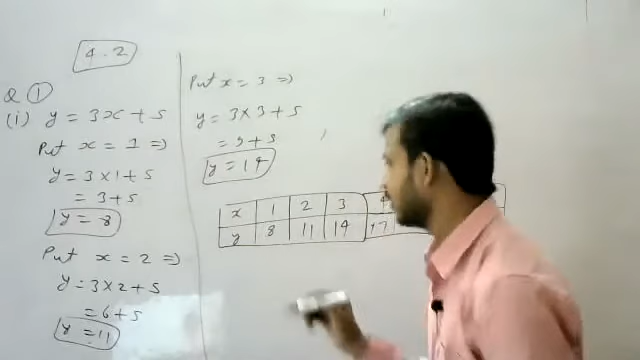 4.2
Q ①
(i) y = 3x + 5
Put x = 1 =>
y = 3 × 1 + 5
= 3 + 5
y = 8
Put x = 2 =>
y = 3 × 2 + 5
= 6 + 5
y = 11
Put x = 3 =>
y = 3 × 3 + 5
= 9 + 5
y = 14
x 1 2 3 4
y 8 11 14 17